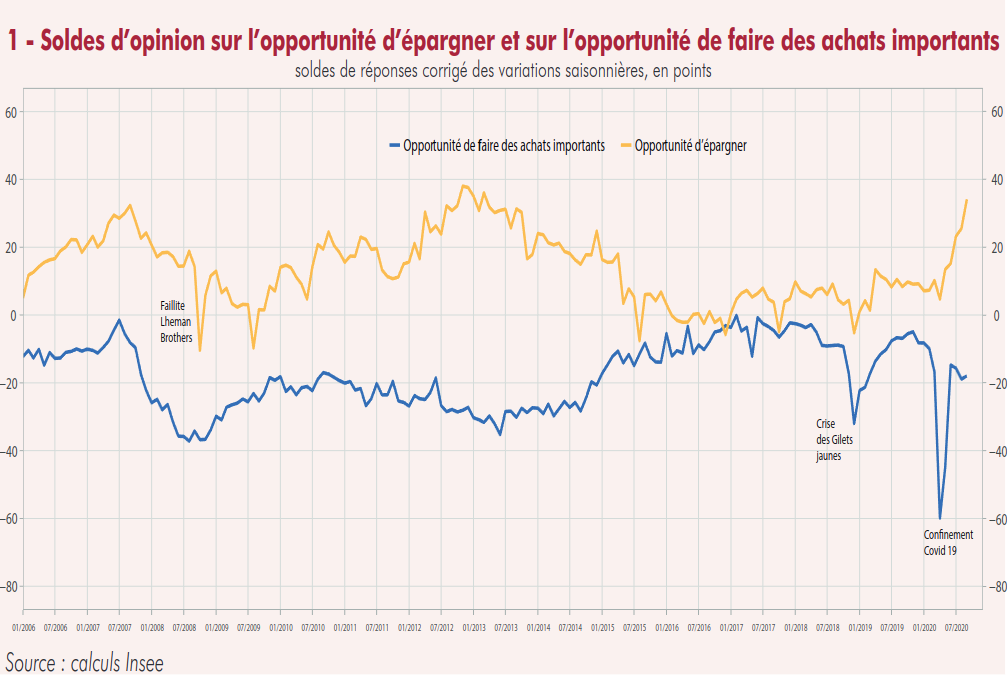 1 - Soldes d’opinion sur l’opportunité d’épargner et sur l’opportunité de faire des achats importants
soldes de réponses corrigé des variations saisonnières, en points
60 60
Opportunité de faire des achats importants Opportunité d’épargner
40 40
20 20
Faillite
Lheman
Brothers
0 0
−20 −20
Crise
des Gilets
jaunes
−40 −40
−60 −60
Confinement
Covid 19
−80 −80
01/2006 07/2006 01/2007 07/2007 01/2008 07/2008 01/2009 07/2009 01/2010 07/2010 01/2011 07/2011 01/2012 07/2012 01/2013 07/2013 01/2014 07/2014 01/2015 07/2015 01/2016 07/2016 01/2017 07/2017 01/2018 07/2018 01/2019 07/2019 01/2020 07/2020
Source : calculs Insee